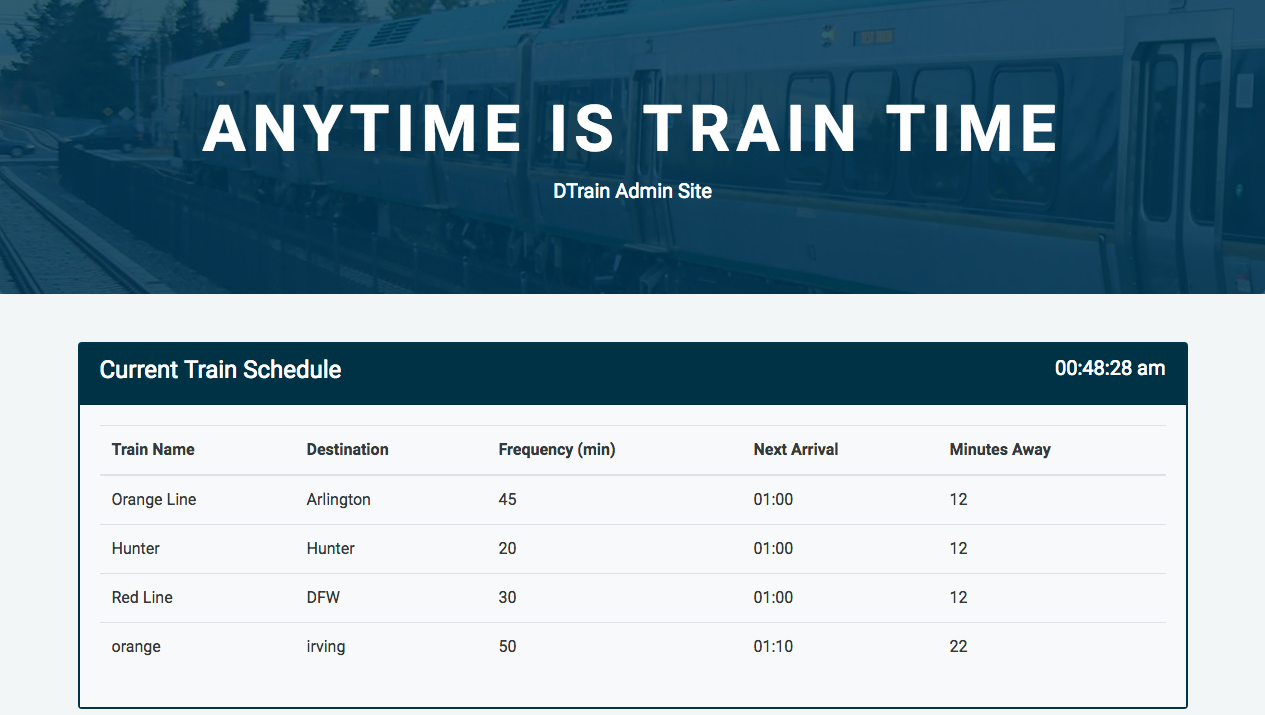 ANYTIME IS TRAIN TIME
DTrain Admin Site
Current Train Schedule 00:48:28 am
Train Name Destination Frequency (min) Next Arrival Minutes Away
Orange Line Arlington 45 01:00 12
Hunter Hunter 20 01:00 12
Red Line DFW 30 01:00 12
orange irving 50 01:10 22